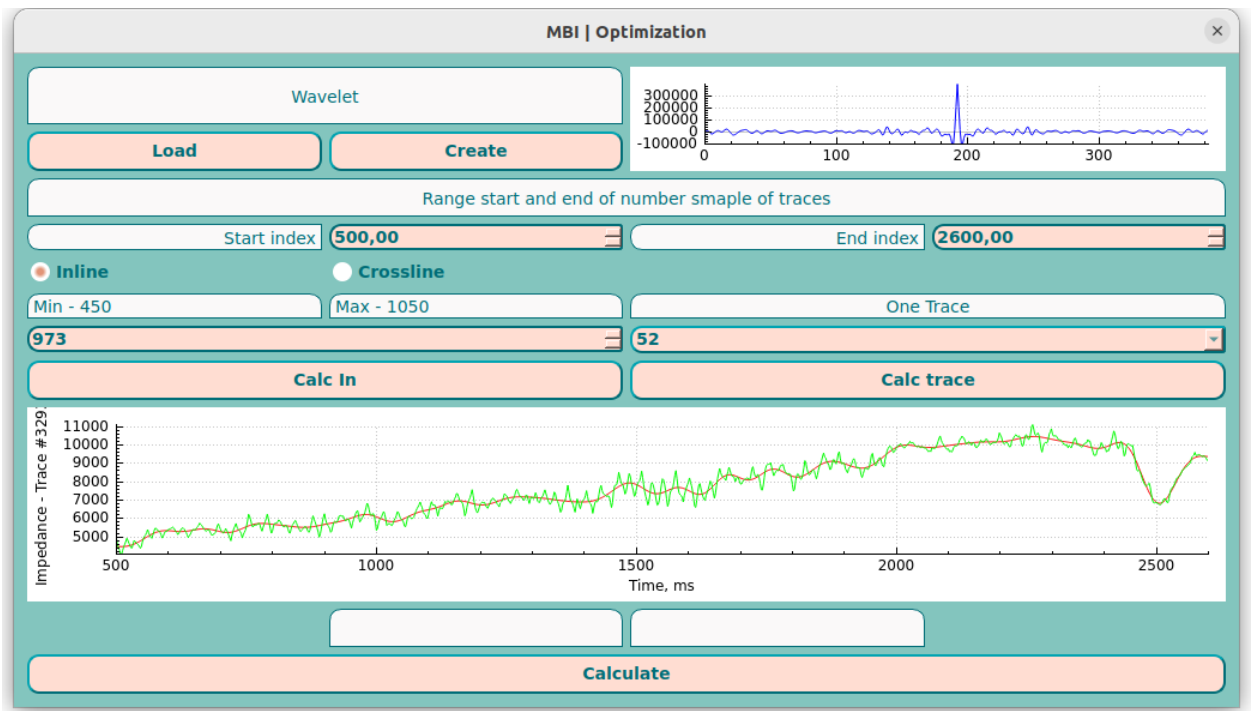 MBI | Optimization
Wavelet
300000
200000
100000
0
-100000
0 100 200 300
Load Create
Range start and end of number smaple of traces
Start index 500,00 End index 2600,00
Inline Crossline
Min - 450 Max - 1050 One Trace
973 52
Calc In Calc trace
Impedance - Trace #329
11000
10000
9000
8000
7000
6000
5000
500 1000 1500 2000 2500
Time, ms
Calculate